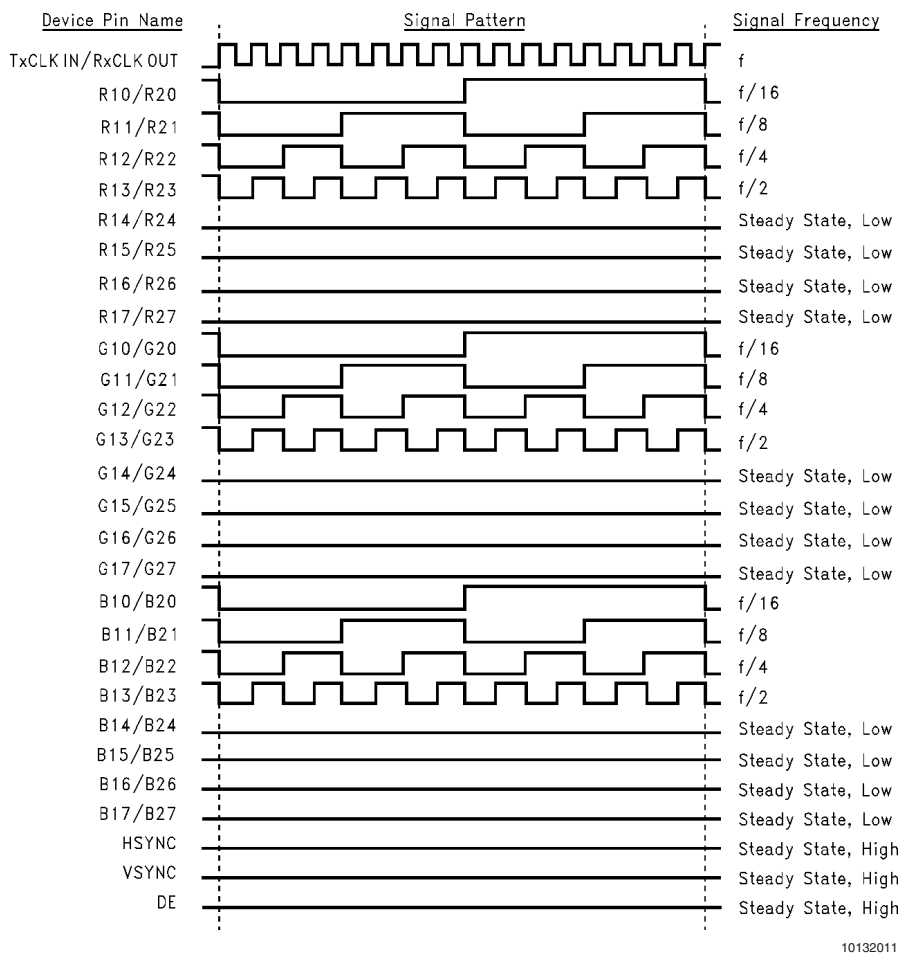 Device Pin Name Signal Pattern Signal Frequency
TxCLK IN/RxCLK OUT f
R10/R20 f/16
R11/R21 f/8
R12/R22 f/4
R13/R23 f/2
R14/R24 Steady State, Low
R15/R25 Steady State, Low
R16/R26 Steady State, Low
R17/R27 Steady State, Low
G10/G20 f/16
G11/G21 f/8
G12/G22 f/4
G13/G23 f/2
G14/G24 Steady State, Low
G15/G25 Steady State, Low
G16/G26 Steady State, Low
G17/G27 Steady State, Low
B10/B20 f/16
B11/B21 f/8
B12/B22 f/4
B13/B23 f/2
B14/B24 Steady State, Low
B15/B25 Steady State, Low
B16/B26 Steady State, Low
B17/B27 Steady State, Low
HSYNC Steady State, High
VSYNC Steady State, High
DE Steady State, High
10132011